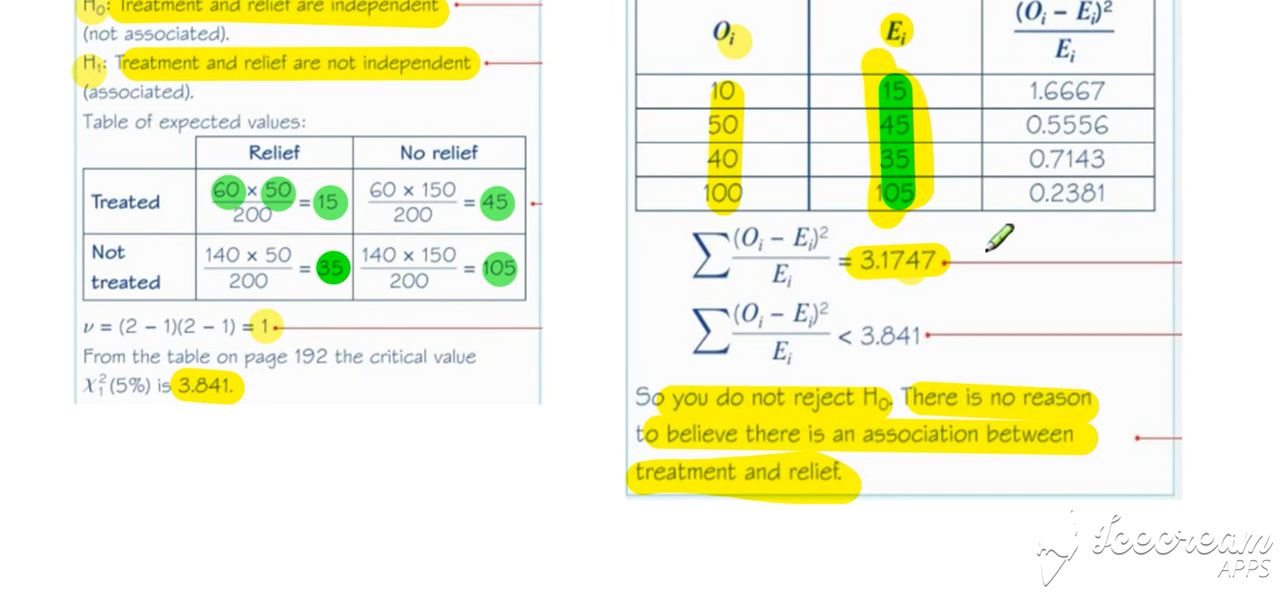 H₀: Treatment and relief are independent
(not associated).
H₁: Treatment and relief are not independent
(associated).
Table of expected values:
Relief No relief
Treated 60 × 50 / 200 = 15 60 × 150 / 200 = 45
Not treated 140 × 50 / 200 = 35 140 × 150 / 200 = 105
ν = (2 − 1)(2 − 1) = 1
From the table on page 192 the critical value
χ₁² (5%) is 3.841.
Oᵢ Eᵢ (Oᵢ − Eᵢ)² / Eᵢ
10 15 1.6667
50 45 0.5556
40 35 0.7143
100 105 0.2381
∑ (Oᵢ − Eᵢ)² / Eᵢ = 3.1747
∑ (Oᵢ − Eᵢ)² / Eᵢ < 3.841
So you do not reject H₀. There is no reason
to believe there is an association between
treatment and relief.
Icecream
APPS